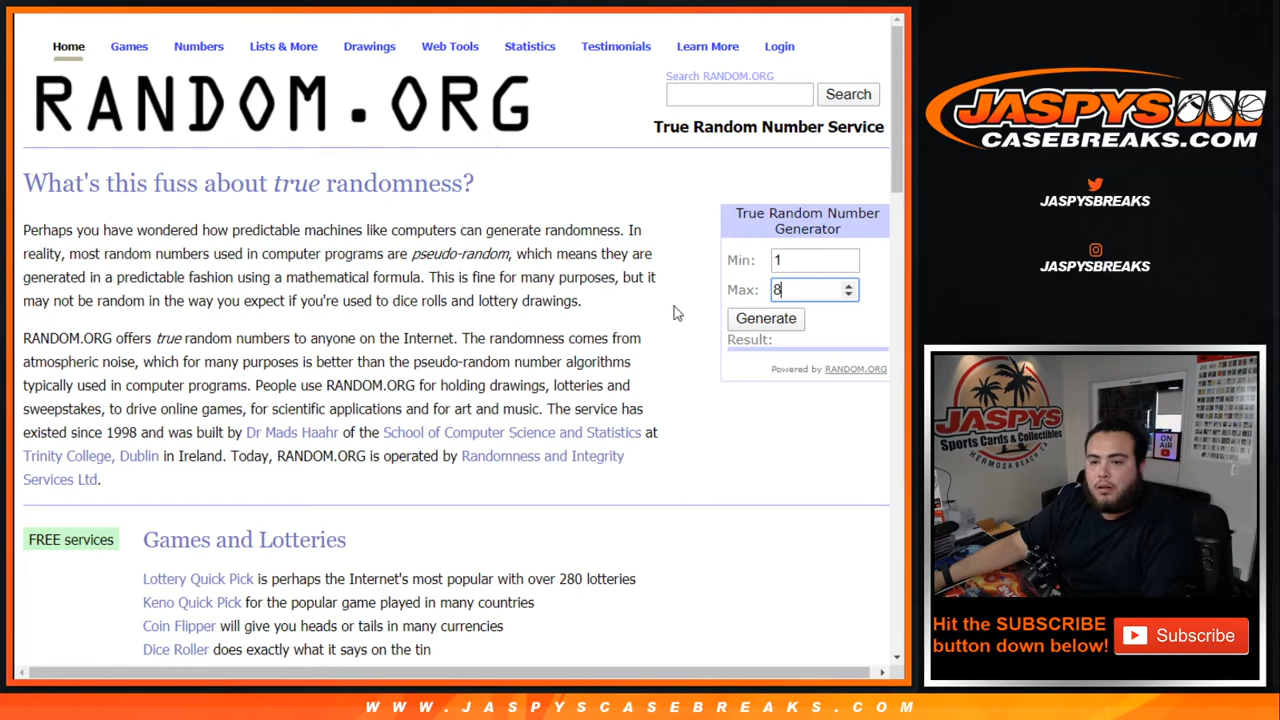 Home Games Numbers Lists & More Drawings Web Tools Statistics Testimonials Learn More Login
RANDOM.ORG
Search RANDOM.ORG
Search
True Random Number Service
What's this fuss about true randomness?
Perhaps you have wondered how predictable machines like computers can generate randomness. In
reality, most random numbers used in computer programs are pseudo-random, which means they are
generated in a predictable fashion using a mathematical formula. This is fine for many purposes, but it
may not be random in the way you expect if you're used to dice rolls and lottery drawings.
RANDOM.ORG offers true random numbers to anyone on the Internet. The randomness comes from
atmospheric noise, which for many purposes is better than the pseudo-random number algorithms
typically used in computer programs. People use RANDOM.ORG for holding drawings, lotteries and
sweepstakes, to drive online games, for scientific applications and for art and music. The service has
existed since 1998 and was built by Dr Mads Haahr of the School of Computer Science and Statistics at
Trinity College, Dublin in Ireland. Today, RANDOM.ORG is operated by Randomness and Integrity
Services Ltd.
True Random Number
Generator
Min: 1
Max: 8
Generate
Result:
Powered by RANDOM.ORG
FREE services
Games and Lotteries
Lottery Quick Pick is perhaps the Internet's most popular with over 280 lotteries
Keno Quick Pick for the popular game played in many countries
Coin Flipper will give you heads or tails in many currencies
Dice Roller does exactly what it says on the tin
JASPYS
CASEBREAKS.COM
JASPYSBREAKS
JASPYSBREAKS
JASPYS
Sports Cards & Collectibles
HERMOSA BEACH, CA
ON
AIR
Hit the SUBSCRIBE
button down below!
Subscribe
WWW.JASPYSCASEBREAKS.COM